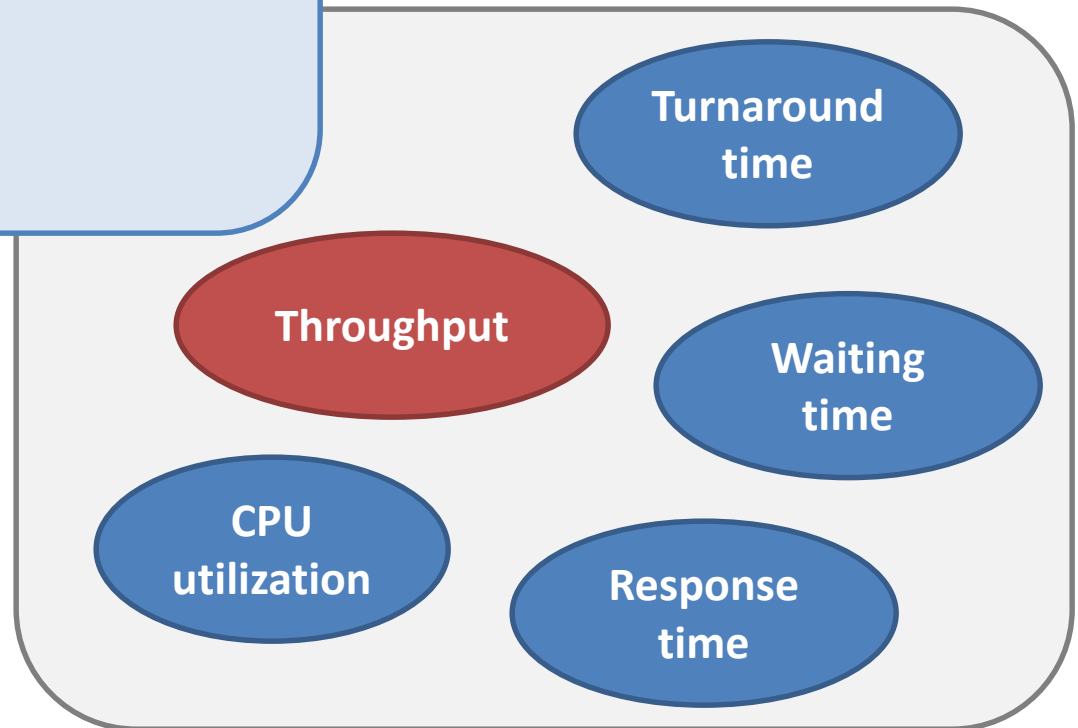 Turnaround
time
Throughput
Waiting
time
CPU
utilization
Response
time